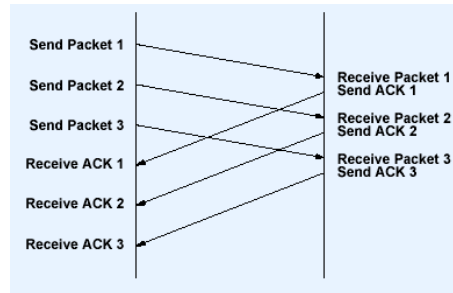 Send Packet 1
Send Packet 2
Send Packet 3
Receive ACK 1
Receive ACK 2
Receive ACK 3
Receive Packet 1
Send ACK 1
Receive Packet 2
Send ACK 2
Receive Packet 3
Send ACK 3